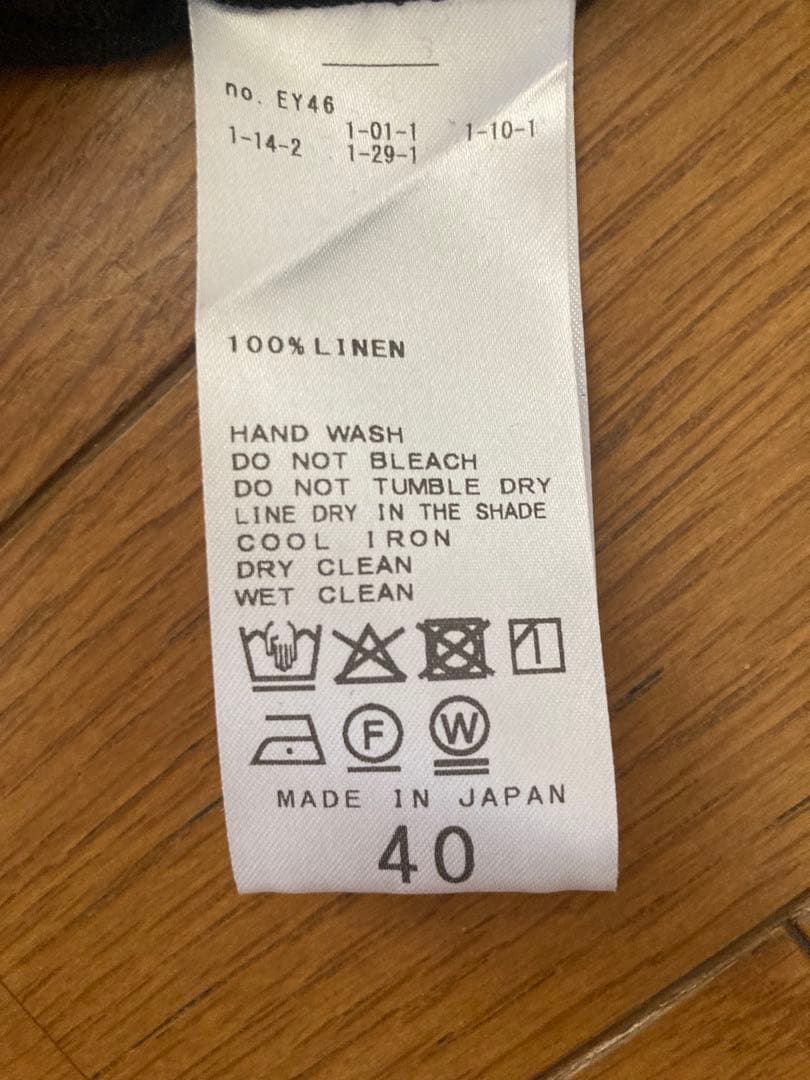 no. EY46
1-14-2 1-01-1 1-10-1
1-29-1
100% LINEN
HAND WASH
DO NOT BLEACH
DO NOT TUMBLE DRY
LINE DRY IN THE SHADE
COOL IRON
DRY CLEAN
WET CLEAN
F W
MADE IN JAPAN
40